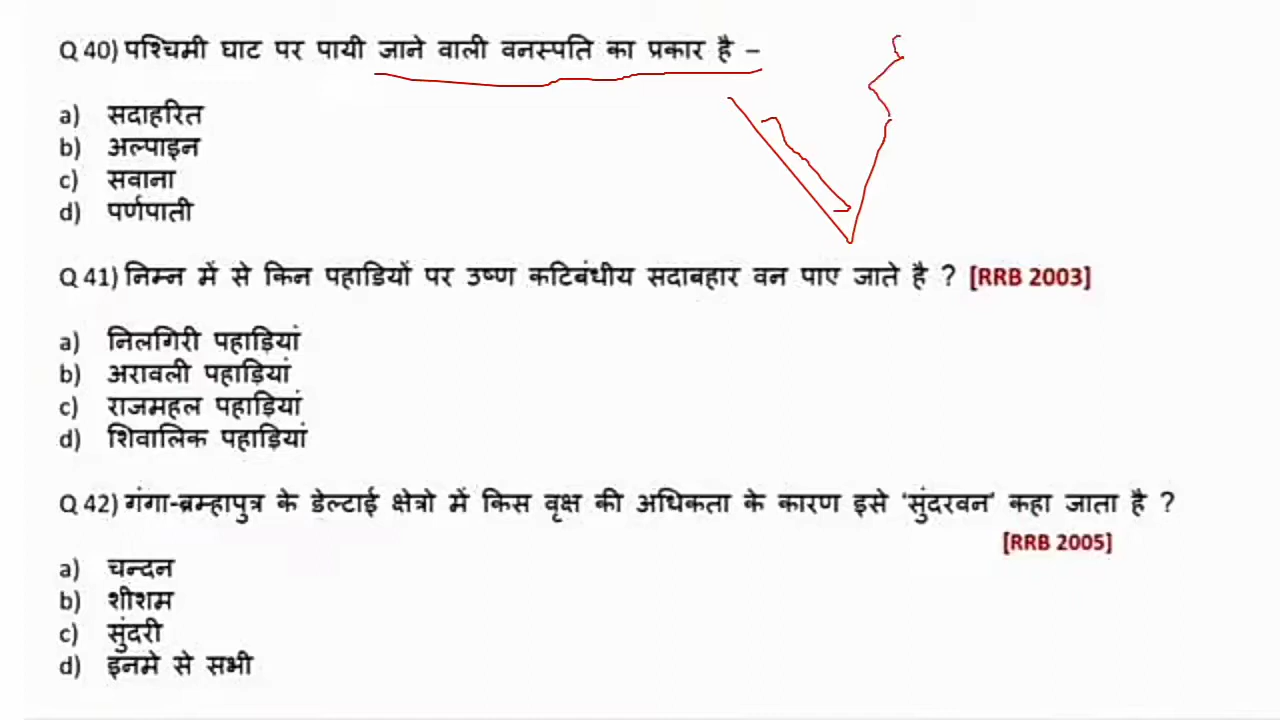 Q 40) पश्चिमी घाट पर पायी जाने वाली वनस्पति का प्रकार है –
a) सदाहरित
b) अल्पाइन
c) सवाना
d) पर्णपाती
Q 41) निम्न में से किन पहाडियों पर उष्ण कटिबंधीय सदाबहार वन पाए जाते है ? [RRB 2003]
a) निलगिरी पहाड़ियां
b) अरावली पहाड़ियां
c) राजमहल पहाड़ियां
d) शिवालिक पहाड़ियां
Q 42) गंगा-ब्रम्हापुत्र के डेल्टाई क्षेत्रो में किस वृक्ष की अधिकता के कारण इसे 'सुंदरवन' कहा जाता है ?
[RRB 2005]
a) चन्दन
b) शीशम
c) सुंदरी
d) इनमे से सभी